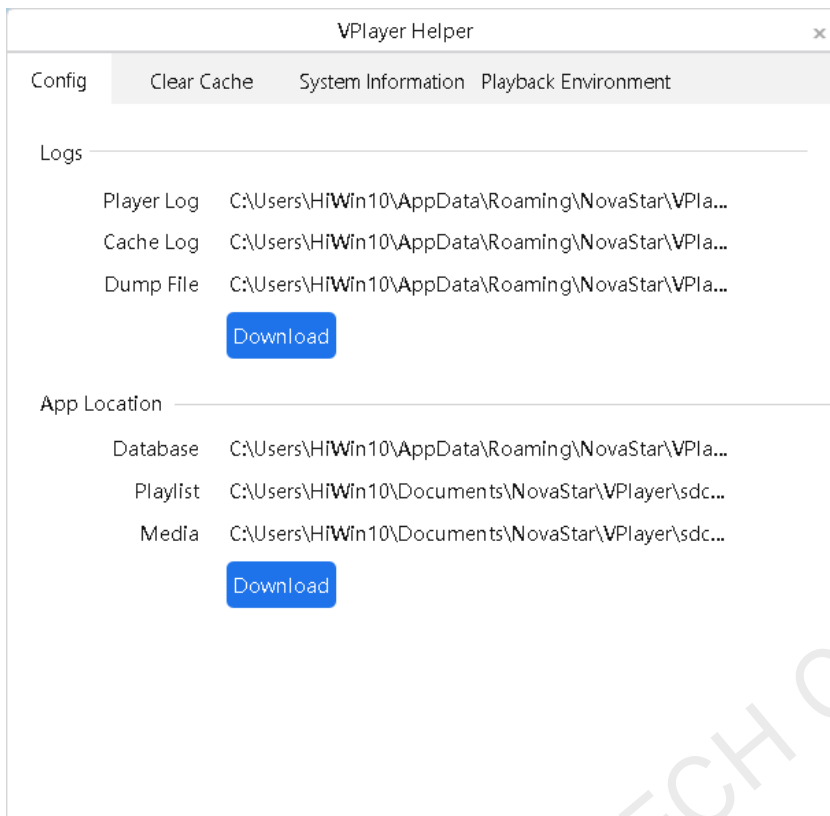 VPlayer Helper
×
Config Clear Cache System Information Playback Environment
Logs
Player Log C:\Users\HiWin10\AppData\Roaming\NovaStar\VPla...
Cache Log C:\Users\HiWin10\AppData\Roaming\NovaStar\VPla...
Dump File C:\Users\HiWin10\AppData\Roaming\NovaStar\VPla...
Download
App Location
Database C:\Users\HiWin10\AppData\Roaming\NovaStar\VPla...
Playlist C:\Users\HiWin10\Documents\NovaStar\VPlayer\sdc...
Media C:\Users\HiWin10\Documents\NovaStar\VPlayer\sdc...
Download